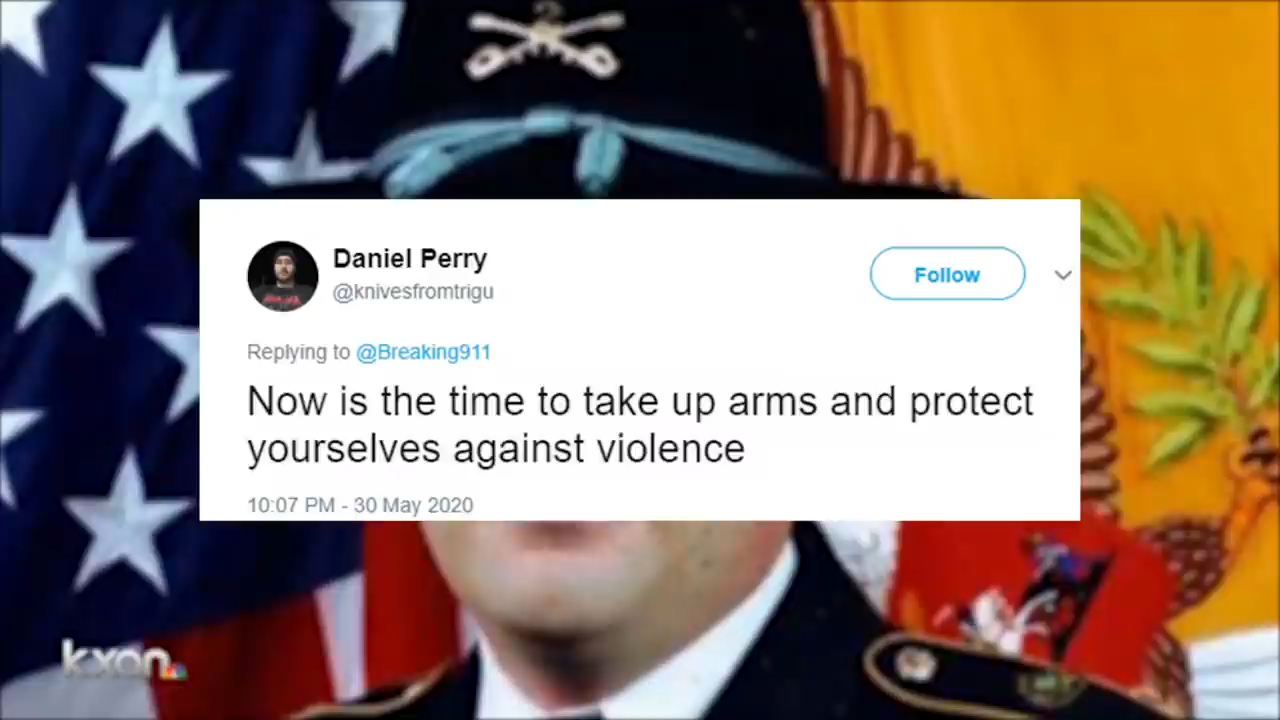 2
Daniel Perry
@knivesfromtrigu
Follow
Replying to @Breaking911
Now is the time to take up arms and protect
yourselves against violence
10:07 PM - 30 May 2020
kxan